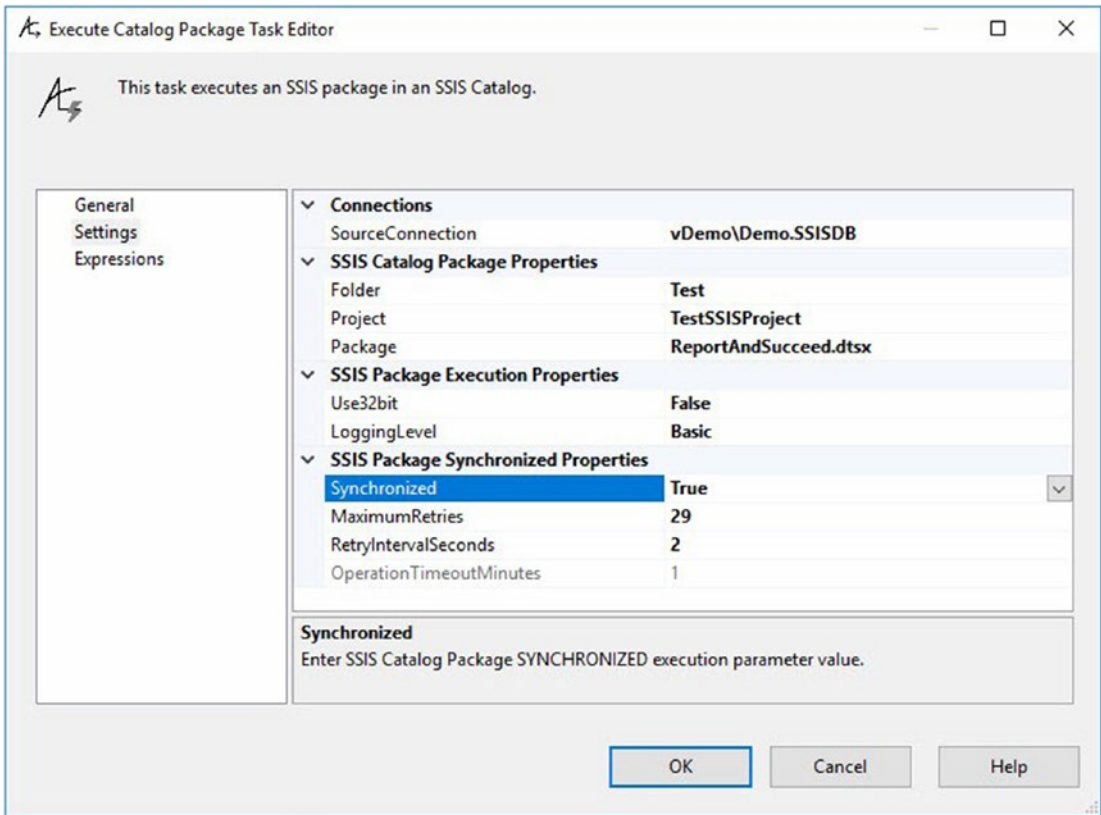 Execute Catalog Package Task Editor
This task executes an SSIS package in an SSIS Catalog.
General
Settings
Expressions
Connections
SourceConnection vDemo\Demo.SSISDB
SSIS Catalog Package Properties
Folder Test
Project TestSSISProject
Package ReportAndSucceed.dtsx
SSIS Package Execution Properties
Use32bit False
LoggingLevel Basic
SSIS Package Synchronized Properties
Synchronized True
MaximumRetries 29
RetryIntervalSeconds 2
OperationTimeoutMinutes 1
Synchronized
Enter SSIS Catalog Package SYNCHRONIZED execution parameter value.
OK Cancel Help